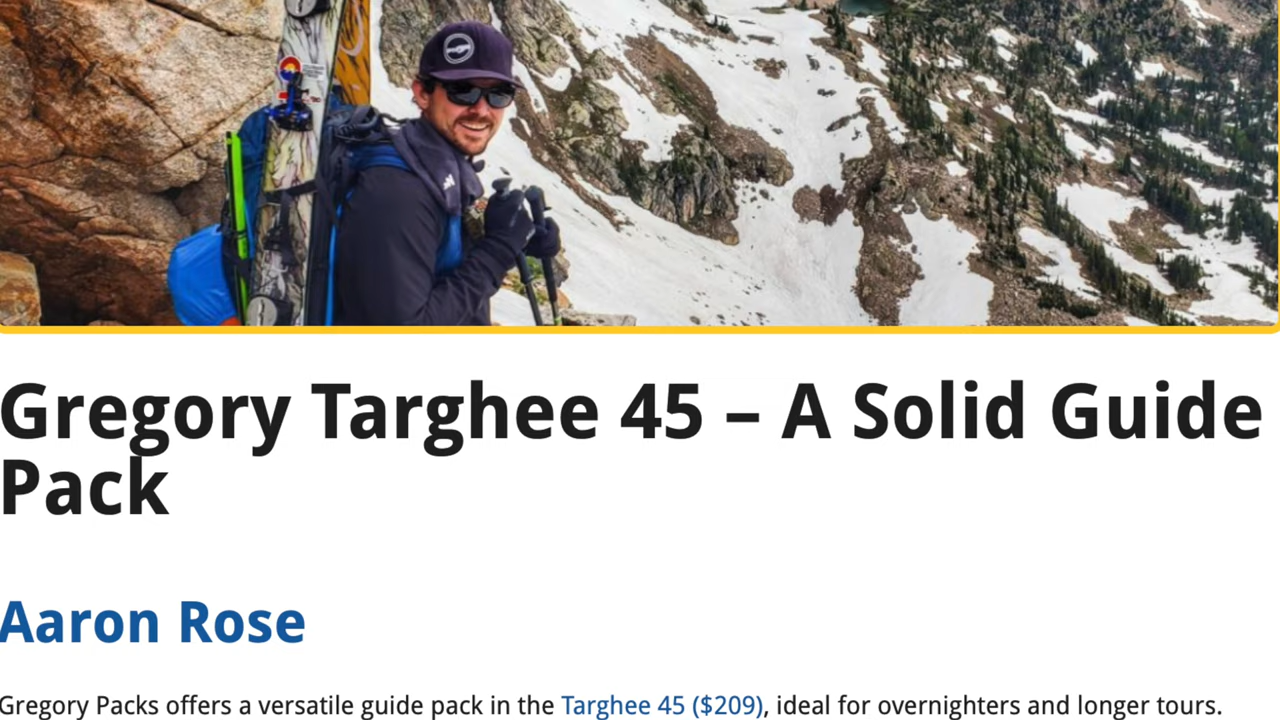 Gregory Targhee 45 – A Solid Guide
Pack
Aaron Rose
Gregory Packs offers a versatile guide pack in the Targhee 45 ($209), ideal for overnighters and longer tours.